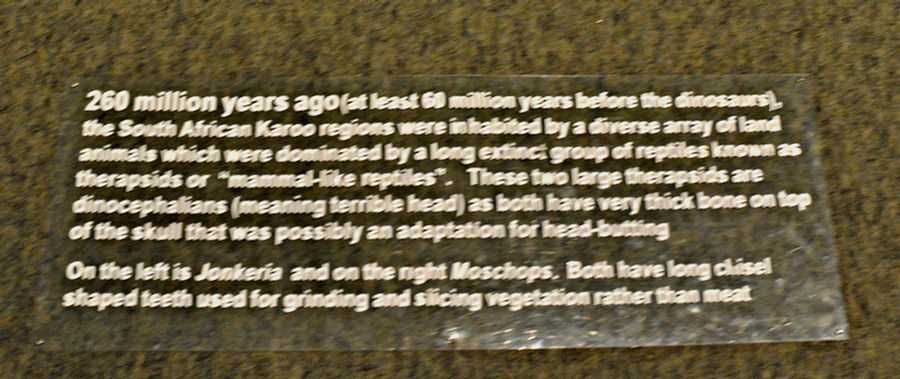 260 million years ago(at least 60 million years before the dinosaurs),
the South African Karoo regions were inhabited by a diverse array of land
animals which were dominated by a long extinct group of reptiles known as
therapsids or "mammal-like reptiles". These two large therapsids are
dinocephalians (meaning terrible head) as both have very thick bone on top
of the skull that was possibly an adaptation for head-butting
On the left is Jonkeria and on the right Moschops. Both have long chisel
shaped teeth used for grinding and slicing vegetation rather than meat